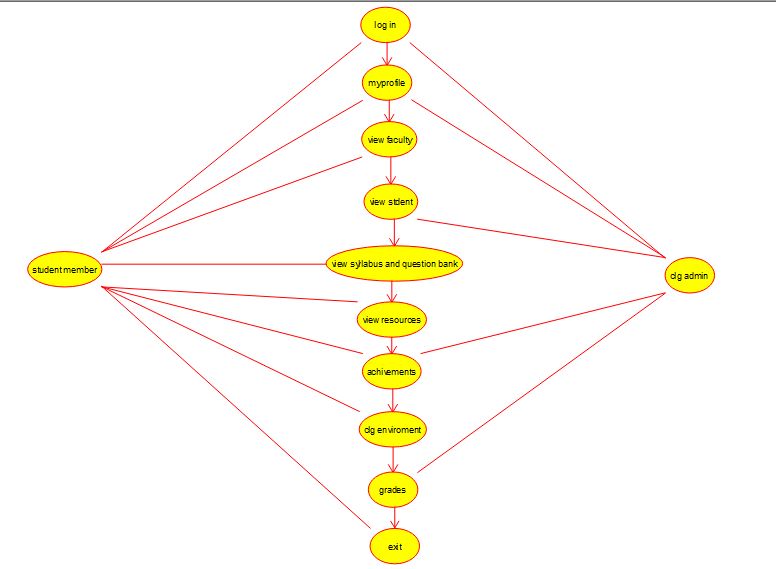 log in
myprofile
view faculty
view stdent
view syllabus and question bank
student member
clg admin
view resources
achivements
clg enviroment
grades
exit